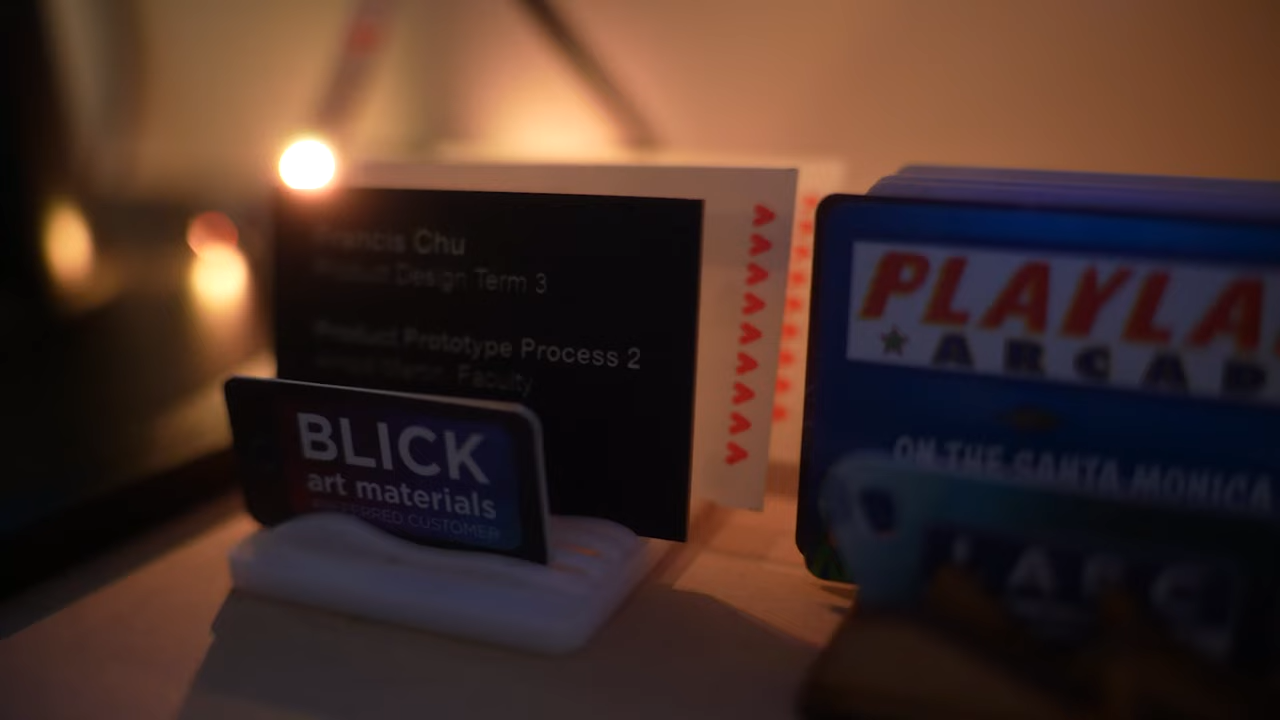 Francis Chu
Product Design Term 3
Product Prototype Process 2
Faculty
BLICK
art materials
PREFERRED CUSTOMER
PLAYLA
ARCAD
ON THE SANTA MONICA